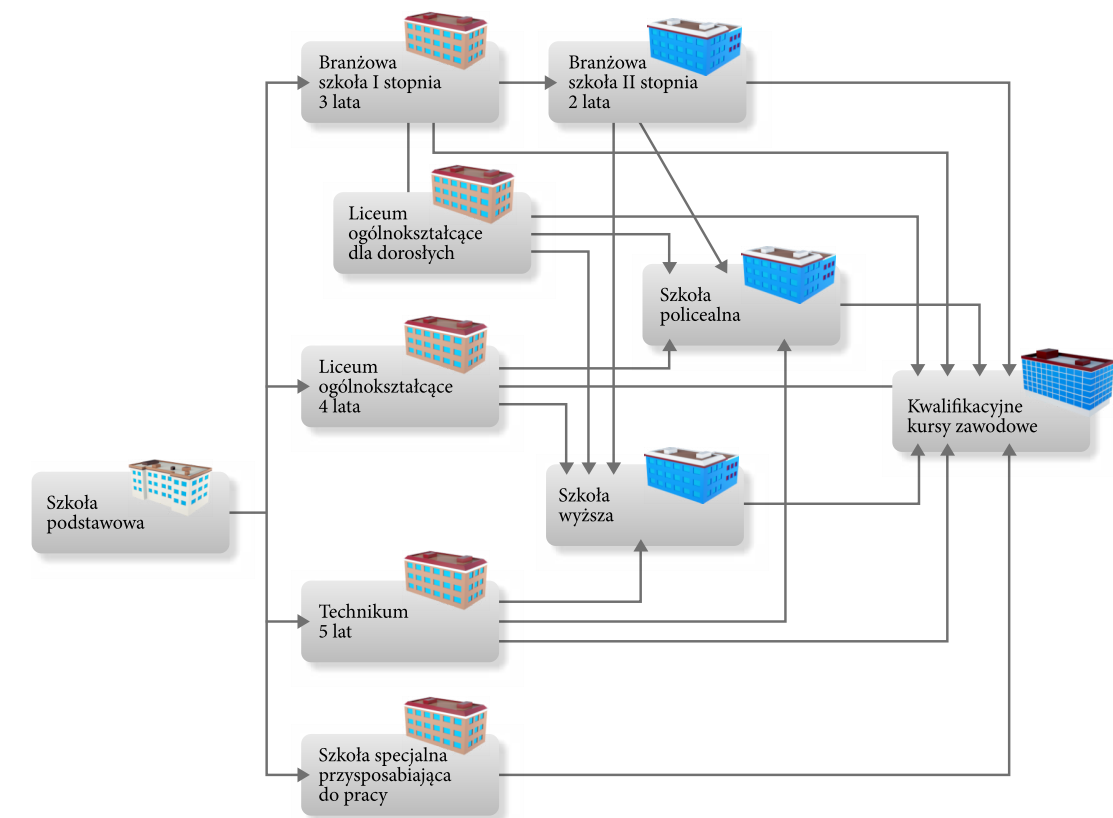 Branżowa
szkoła I stopnia
3 lata
Branżowa
szkoła II stopnia
2 lata
Liceum
ogólnokształcące
dla dorosłych
Szkoła
policealna
Liceum
ogólnokształcące
4 lata
Kwalifikacyjne
kursy zawodowe
Szkoła
podstawowa
Szkoła
wyższa
Technikum
5 lat
Szkoła specjalna
przysposabiająca
do pracy